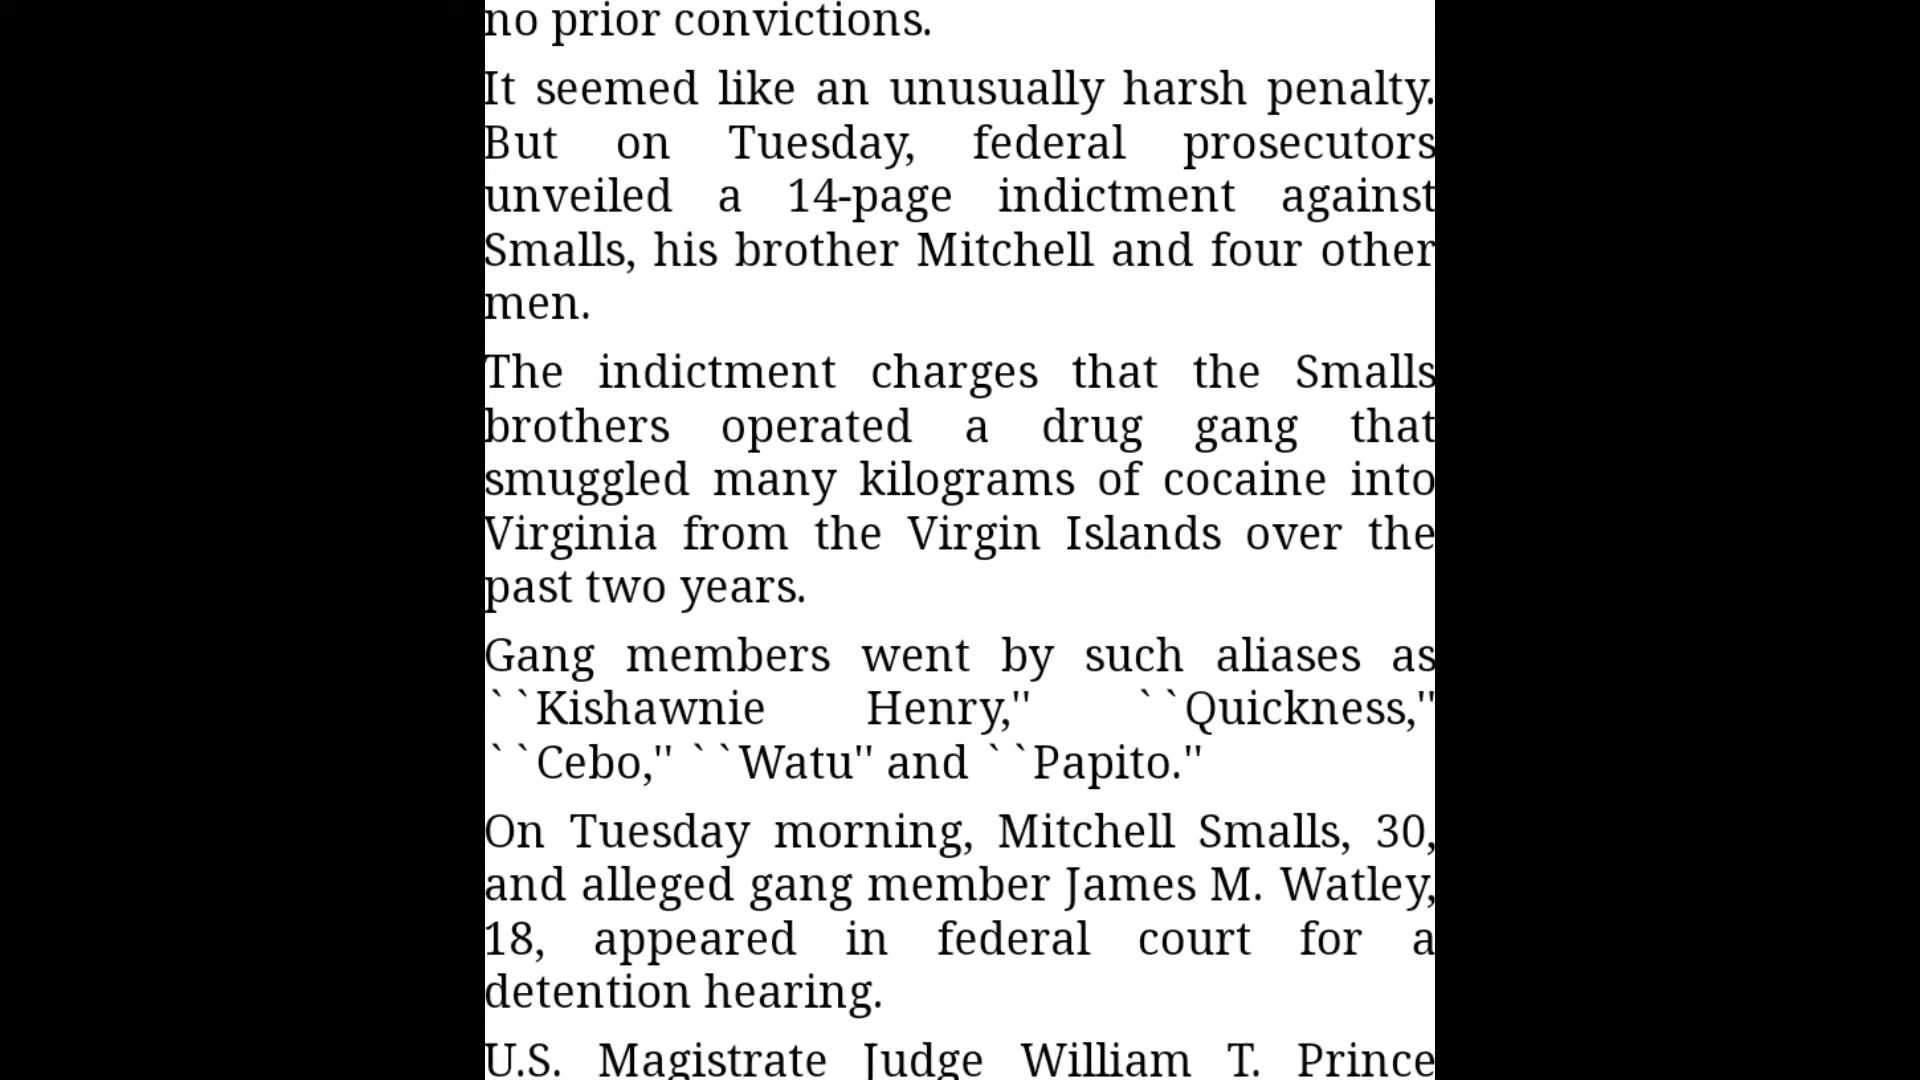 no prior convictions.
It seemed like an unusually harsh penalty.
But on Tuesday, federal prosecutors
unveiled a 14-page indictment against
Smalls, his brother Mitchell and four other
men.
The indictment charges that the Smalls
brothers operated a drug gang that
smuggled many kilograms of cocaine into
Virginia from the Virgin Islands over the
past two years.
Gang members went by such aliases as
``Kishawnie Henry,'' ``Quickness,''
``Cebo,'' ``Watu'' and ``Papito.''
On Tuesday morning, Mitchell Smalls, 30,
and alleged gang member James M. Watley,
18, appeared in federal court for a
detention hearing.
U.S. Magistrate Judge William T. Prince